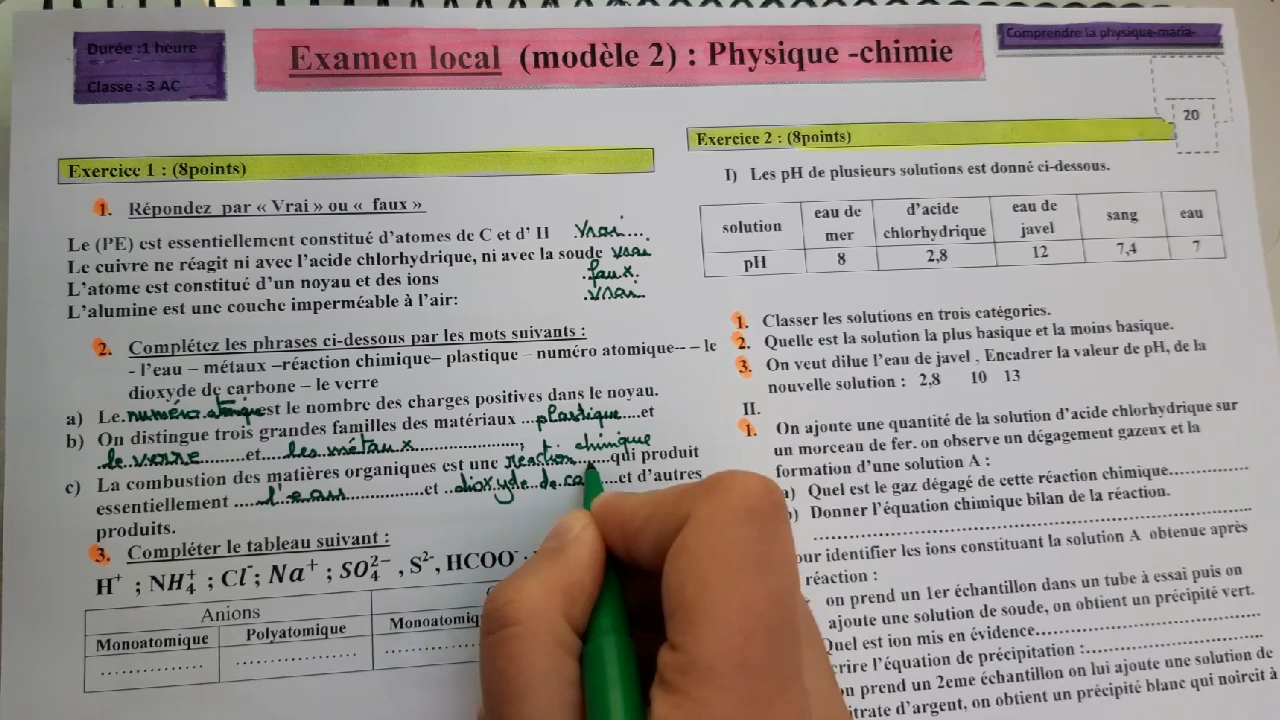 Durée :1 heure
Classe : 3 AC
Examen local (modèle 2) : Physique -chimie
Comprendre la physique-maria-
20
Exercice 1 : (8points)
1. Répondez par « Vrai » ou « faux »
Le (PE) est essentiellement constitué d'atomes de C et d' H .vrai....
Le cuivre ne réagit ni avec l'acide chlorhydrique, ni avec la soude vrai
L'atome est constitué d'un noyau et des ions .faux.
L'alumine est une couche imperméable à l'air: .vrai.
2. Complétez les phrases ci-dessous par les mots suivants :
- l'eau – métaux –réaction chimique– plastique – numéro atomique-- – le
dioxyde de carbone – le verre
a) Le.numéro atomique est le nombre des charges positives dans le noyau.
b) On distingue trois grandes familles des matériaux ...plastique....et
..le verre..........et....les métaux......................,
c) La combustion des matières organiques est une réaction chimique.......qui produit
essentiellement .....l'eau................et ..dioxyde..de.ca.....et d'autres
produits.
3. Compléter le tableau suivant :
H⁺ ; NH₄⁺ ; Cl⁻; Na⁺ ; SO₄²⁻ , S²⁻, HCOO⁻
Anions
Monoatomique Polyatomique
................ ..................
Exercice 2 : (8points)
I) Les pH de plusieurs solutions est donné ci-dessous.
solution eau de mer d'acide chlorhydrique eau de javel sang eau
pH 8 2,8 12 7,4 7
1. Classer les solutions en trois catégories.
2. Quelle est la solution la plus basique et la moins basique.
3. On veut dilue l'eau de javel . Encadrer la valeur de pH, de la
nouvelle solution : 2,8 10 13
II.
1. On ajoute une quantité de la solution d'acide chlorhydrique sur
un morceau de fer. on observe un dégagement gazeux et la
formation d'une solution A :
a) Quel est le gaz dégagé de cette réaction chimique...............
b) Donner l'équation chimique bilan de la réaction.
............................................................
our identifier les ions constituant la solution A obtenue après
réaction :
on prend un 1er échantillon dans un tube à essai puis on
ajoute une solution de soude, on obtient un précipité vert.
Quel est ion mis en évidence........................................
crire l'équation de précipitation :................................
n prend un 2eme échantillon on lui ajoute une solution de
itrate d'argent, on obtient un précipité blanc qui noircit à